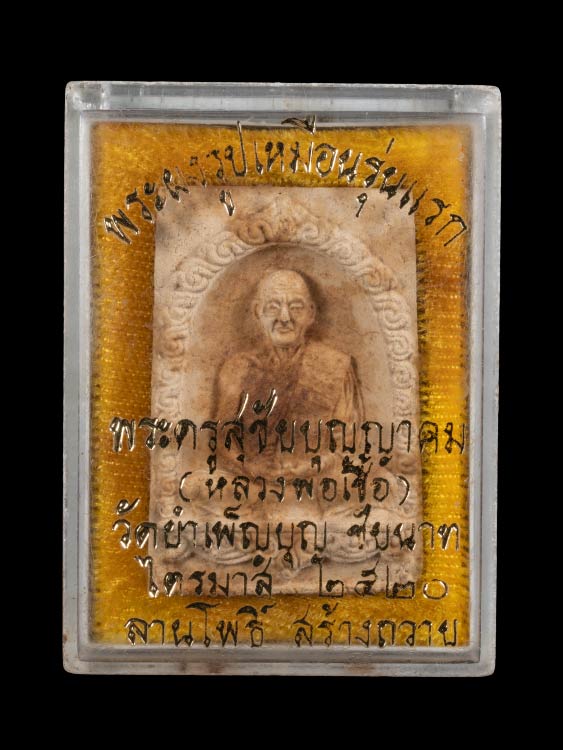 พระผงรูปเหมือนรุ่นแรก
พระครูสุชัยบุญญาคม
(หลวงพ่อเชื้อ)
วัดยำเพ็ญบุญ ชัยนาท
ไตรมาส ๒๕๒๐
ลานโพธิ์ สร้างถวาย